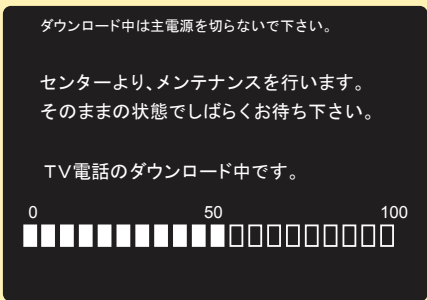 ダウンロード中は主電源を切らないで下さい。
センターより、メンテナンスを行います。
そのままの状態でしばらくお待ち下さい。
TV電話のダウンロード中です。
0 50 100